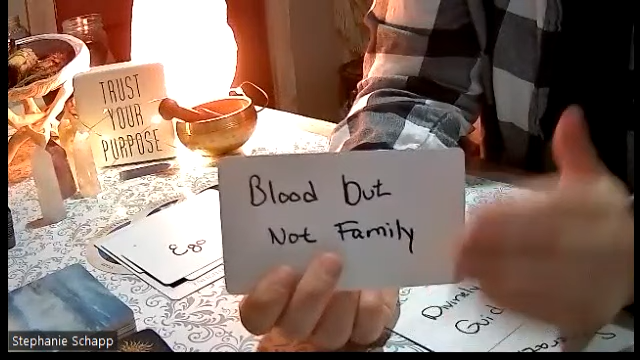 TRUST
YOUR
PURPOSE
Blood but
Not Family
Stephanie Schapp